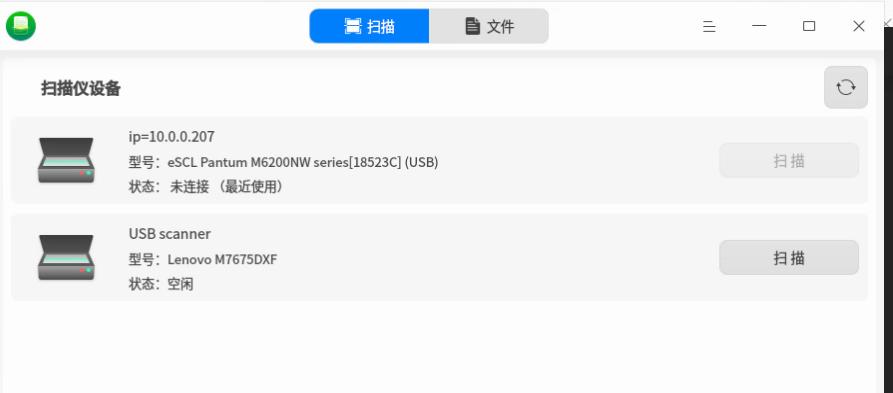 扫描
文件
扫描仪设备
ip=10.0.0.207
型号：eSCL Pantum M6200NW series[18523C] (USB)
状态： 未连接 （最近使用）
扫 描
USB scanner
型号：Lenovo M7675DXF
状态：空闲
扫 描